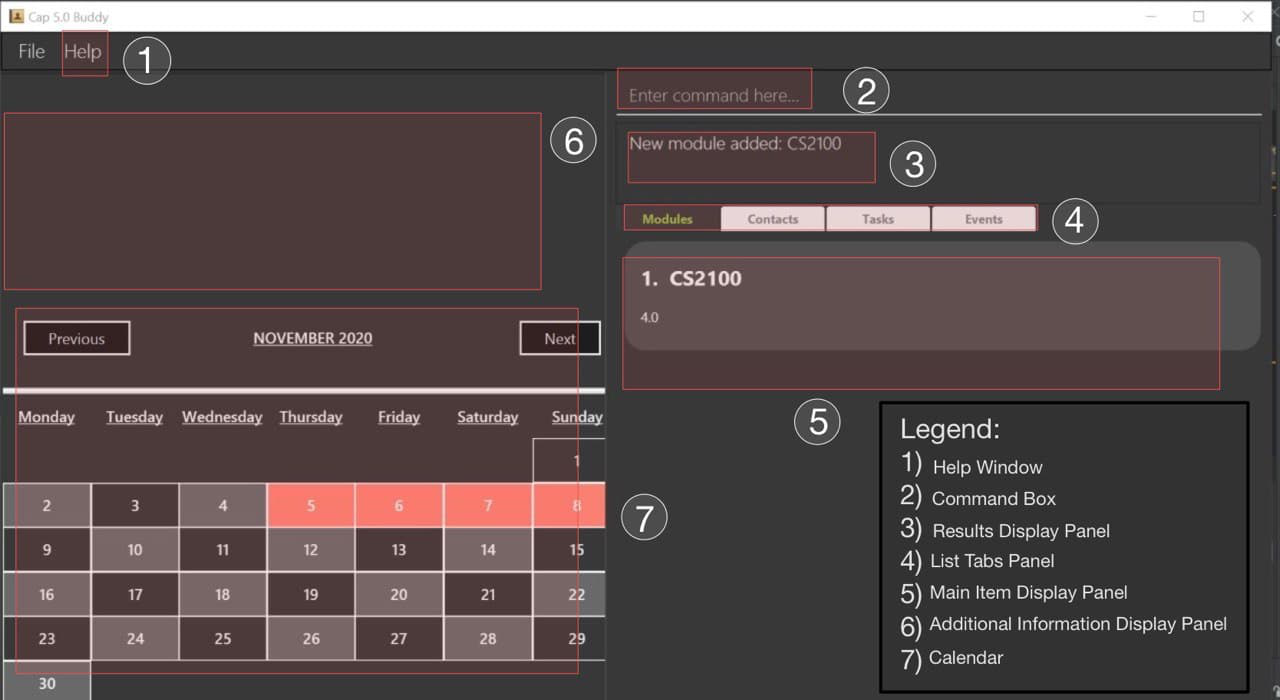 Cap 5.0 Buddy
File Help 1
Enter command here... 2
6
New module added: CS2100 3
Modules Contacts Tasks Events 4
1. CS2100
4.0
5
Previous NOVEMBER 2020 Next
Monday Tuesday Wednesday Thursday Friday Saturday Sunday
1
2 3 4 5 6 7 8
7
9 10 11 12 13 14 15
16 17 18 19 20 21 22
23 24 25 26 27 28 29
30
Legend:
1) Help Window
2) Command Box
3) Results Display Panel
4) List Tabs Panel
5) Main Item Display Panel
6) Additional Information Display Panel
7) Calendar